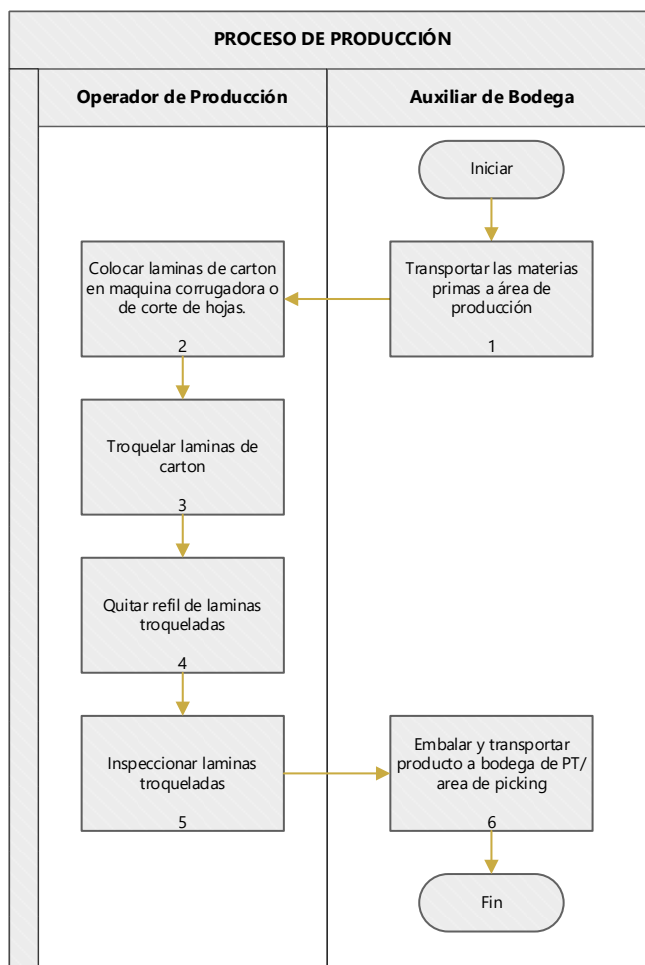 PROCESO DE PRODUCCIÓN
Operador de Producción
Auxiliar de Bodega
Iniciar
Transportar las materias
primas a área de
producción
1
Colocar laminas de carton
en maquina corrugadora o
de corte de hojas.
2
Troquelar laminas de
carton
3
Quitar refil de laminas
troqueladas
4
Inspeccionar laminas
troqueladas
5
Embalar y transportar
producto a bodega de PT/
area de picking
6
Fin